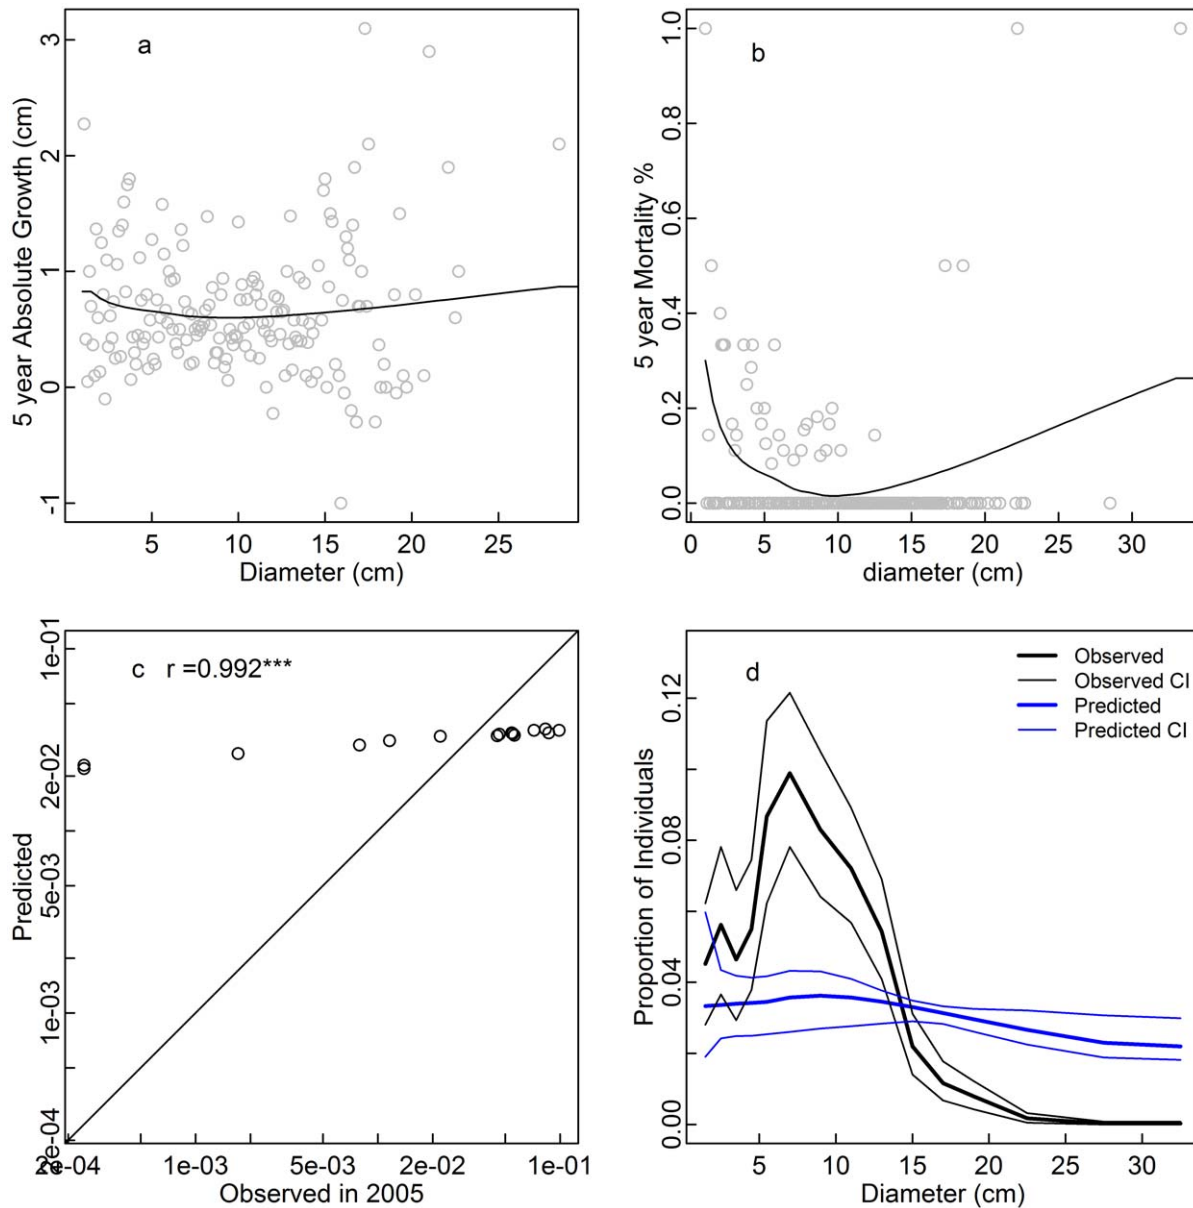 a
5 year Absolute Growth (cm)
3
2
1
0
-1
5
10
15
20
25
Diameter (cm)
b
5 year Mortality %
1.0
0.8
0.6
0.4
0.2
0.0
0
5
10
15
20
25
30
diameter (cm)
c r =0.992***
Predicted
1e-01
2e-02
5e-03
1e-03
2e-04
2e-04
1e-03
5e-03
2e-02
1e-01
Observed in 2005
d
Observed
Observed CI
Predicted
Predicted CI
Proportion of Individuals
0.12
0.08
0.04
0.00
5
10
15
20
25
30
Diameter (cm)